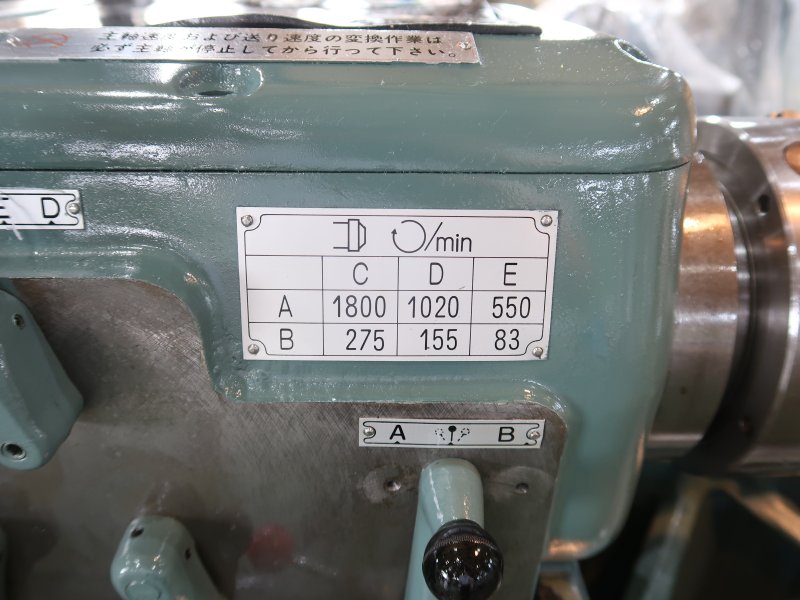 主軸速度および送り速度の変換作業は
必ず主軸が停止してから行って下さい。
E D
/min
C D E
A 1800 1020 550
B 275 155 83
A B